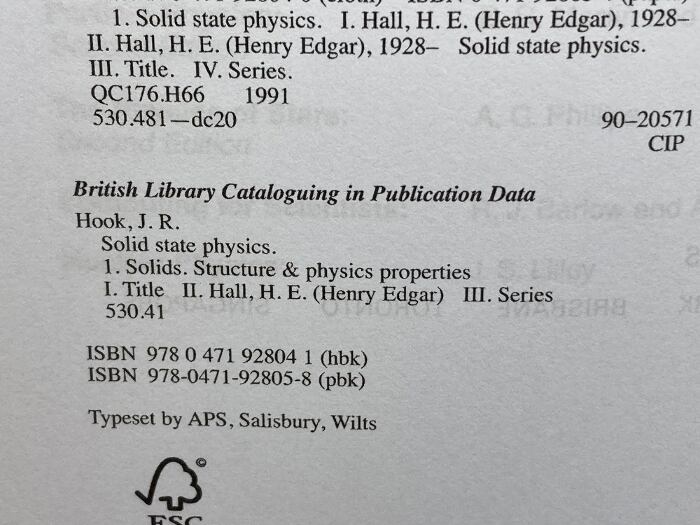 1. Solid state physics. I. Hall, H. E. (Henry Edgar), 1928–
II. Hall, H. E. (Henry Edgar), 1928– Solid state physics.
III. Title. IV. Series.
QC176.H66 1991
530.481—dc20 90–20571
CIP
British Library Cataloguing in Publication Data
Hook, J. R.
Solid state physics.
1. Solids. Structure & physics properties
I. Title II. Hall, H. E. (Henry Edgar) III. Series
530.41
ISBN 978 0 471 92804 1 (hbk)
ISBN 978-0471-92805-8 (pbk)
Typeset by APS, Salisbury, Wilts
©
FSC